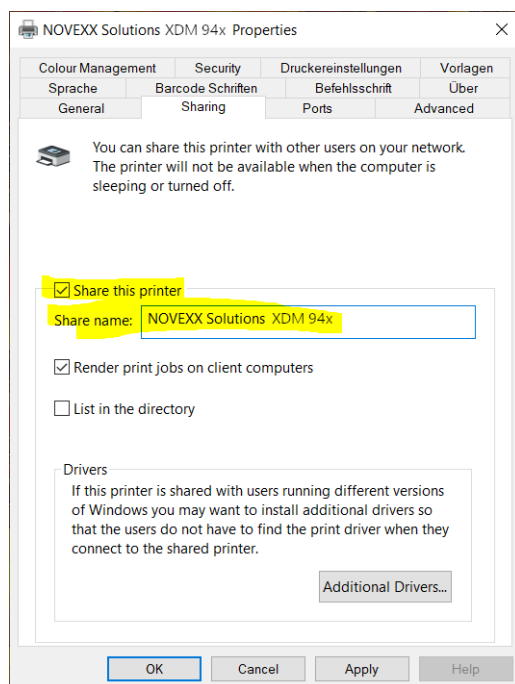 NOVEXX Solutions XDM 94x Properties
Colour Management Security Druckereinstellungen Vorlagen
Sprache Barcode Schriften Befehlsschrift Über
General Sharing Ports Advanced
You can share this printer with other users on your network.
The printer will not be available when the computer is
sleeping or turned off.
Share this printer
Share name: NOVEXX Solutions XDM 94x
Render print jobs on client computers
List in the directory
Drivers
If this printer is shared with users running different versions
of Windows you may want to install additional drivers so
that the users do not have to find the print driver when they
connect to the shared printer.
Additional Drivers...
OK Cancel Apply Help